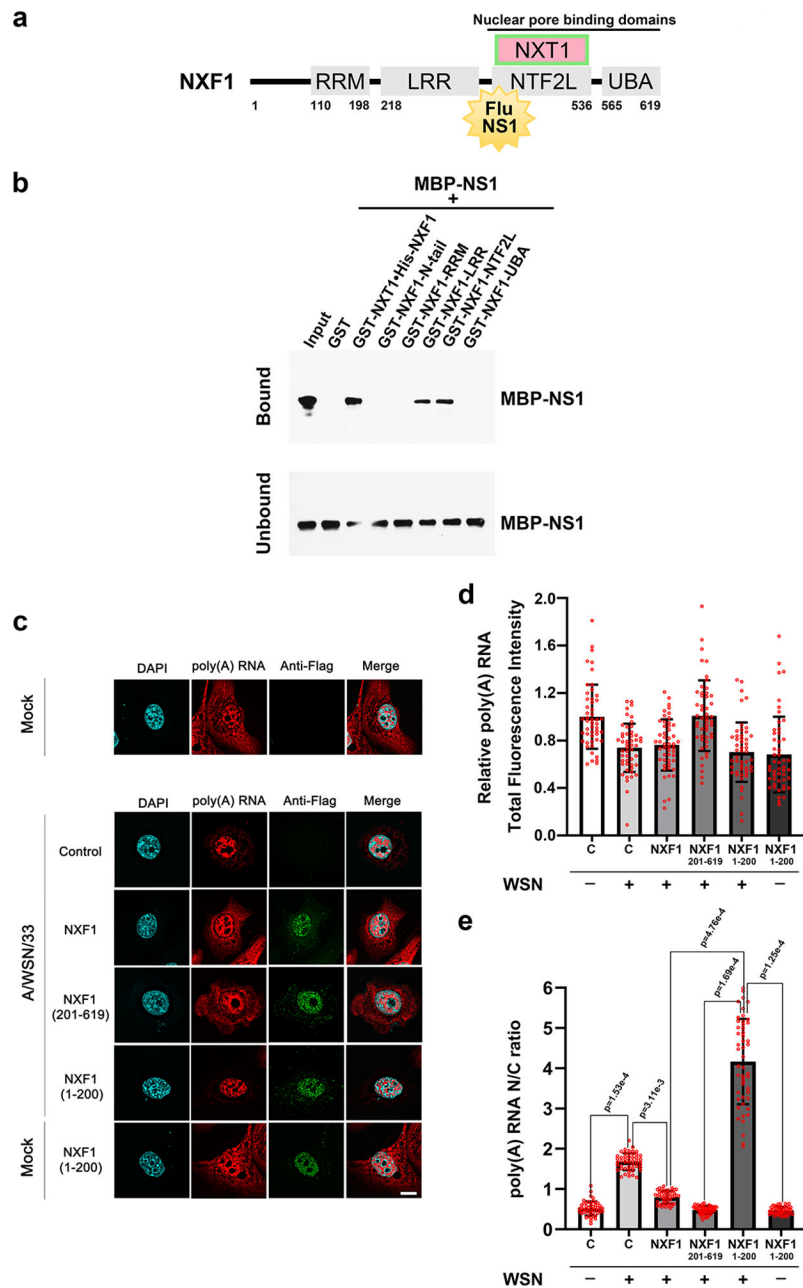 a
Nuclear pore binding domains
NXT1
NXF1
RRM
LRR
NTF2L
UBA
1
110
198
218
536
565
619
Flu
NS1
b
MBP-NS1
+
Input
GST
GST-NXT1•His-NXF1
GST-NXF1-N-tail
GST-NXF1-RRM
GST-NXF1-LRR
GST-NXF1-NTF2L
GST-NXF1-UBA
Bound
MBP-NS1
Unbound
MBP-NS1
c
DAPI
poly(A) RNA
Anti-Flag
Merge
Mock
DAPI
poly(A) RNA
Anti-Flag
Merge
A/WSN/33
Control
NXF1
NXF1
(201-619)
NXF1
(1-200)
Mock
NXF1
(1-200)
d
Relative poly(A) RNA
Total Fluorescence Intensity
2.0
1.6
1.2
0.8
0.4
0.0
C
C
NXF1
NXF1
201-619
NXF1
1-200
NXF1
1-200
WSN
−
+
+
+
+
−
e
poly(A) RNA N/C ratio
6
5
4
3
2
1
0
p=1.53e-4
p=3.11e-3
p=4.76e-4
p=1.69e-4
p=1.25e-4
C
C
NXF1
NXF1
201-619
NXF1
1-200
NXF1
1-200
WSN
−
+
+
+
+
−